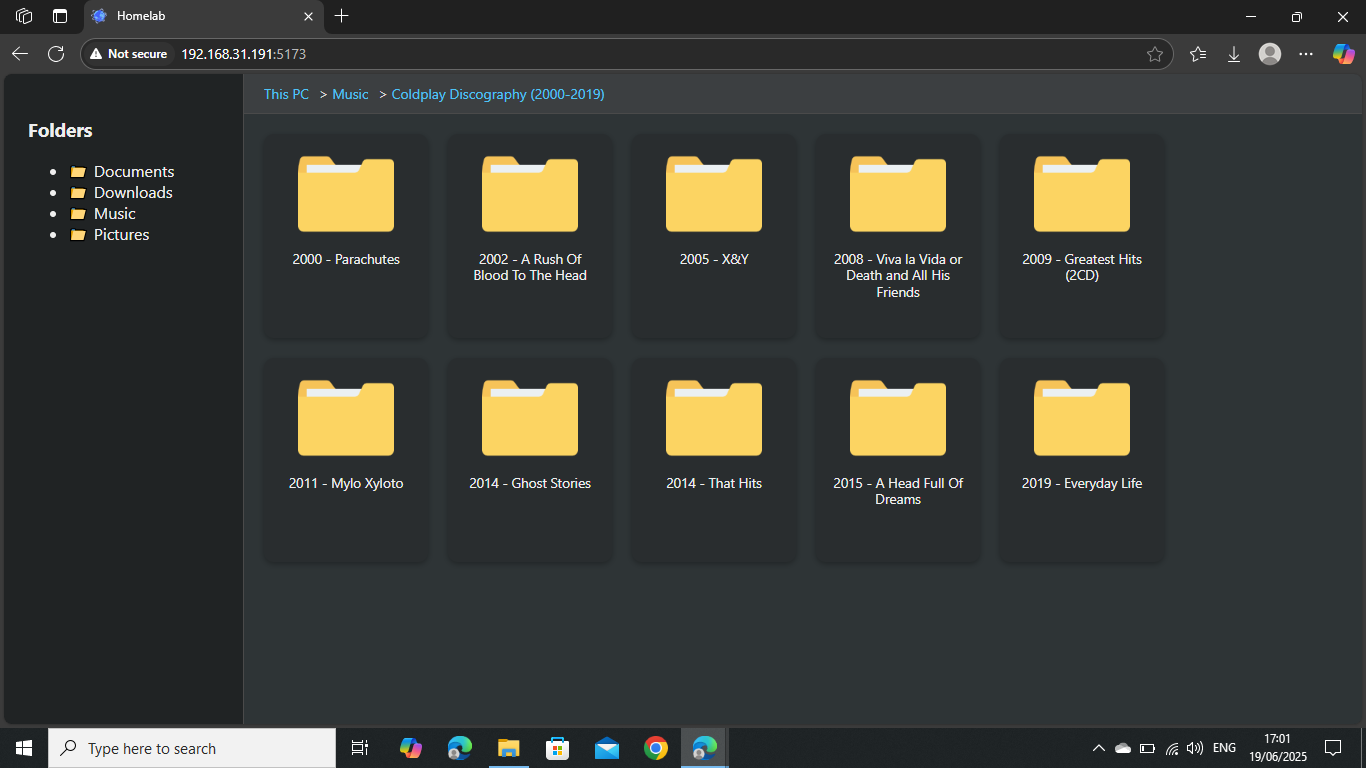 Homelab
Not secure
192.168.31.191:5173
This PC > Music > Coldplay Discography (2000-2019)
Folders
Documents
Downloads
Music
Pictures
2000 - Parachutes
2002 - A Rush Of
Blood To The Head
2005 - X&Y
2008 - Viva la Vida or
Death and All His
Friends
2009 - Greatest Hits
(2CD)
2011 - Mylo Xyloto
2014 - Ghost Stories
2014 - That Hits
2015 - A Head Full Of
Dreams
2019 - Everyday Life
Type here to search
ENG
17:01
19/06/2025